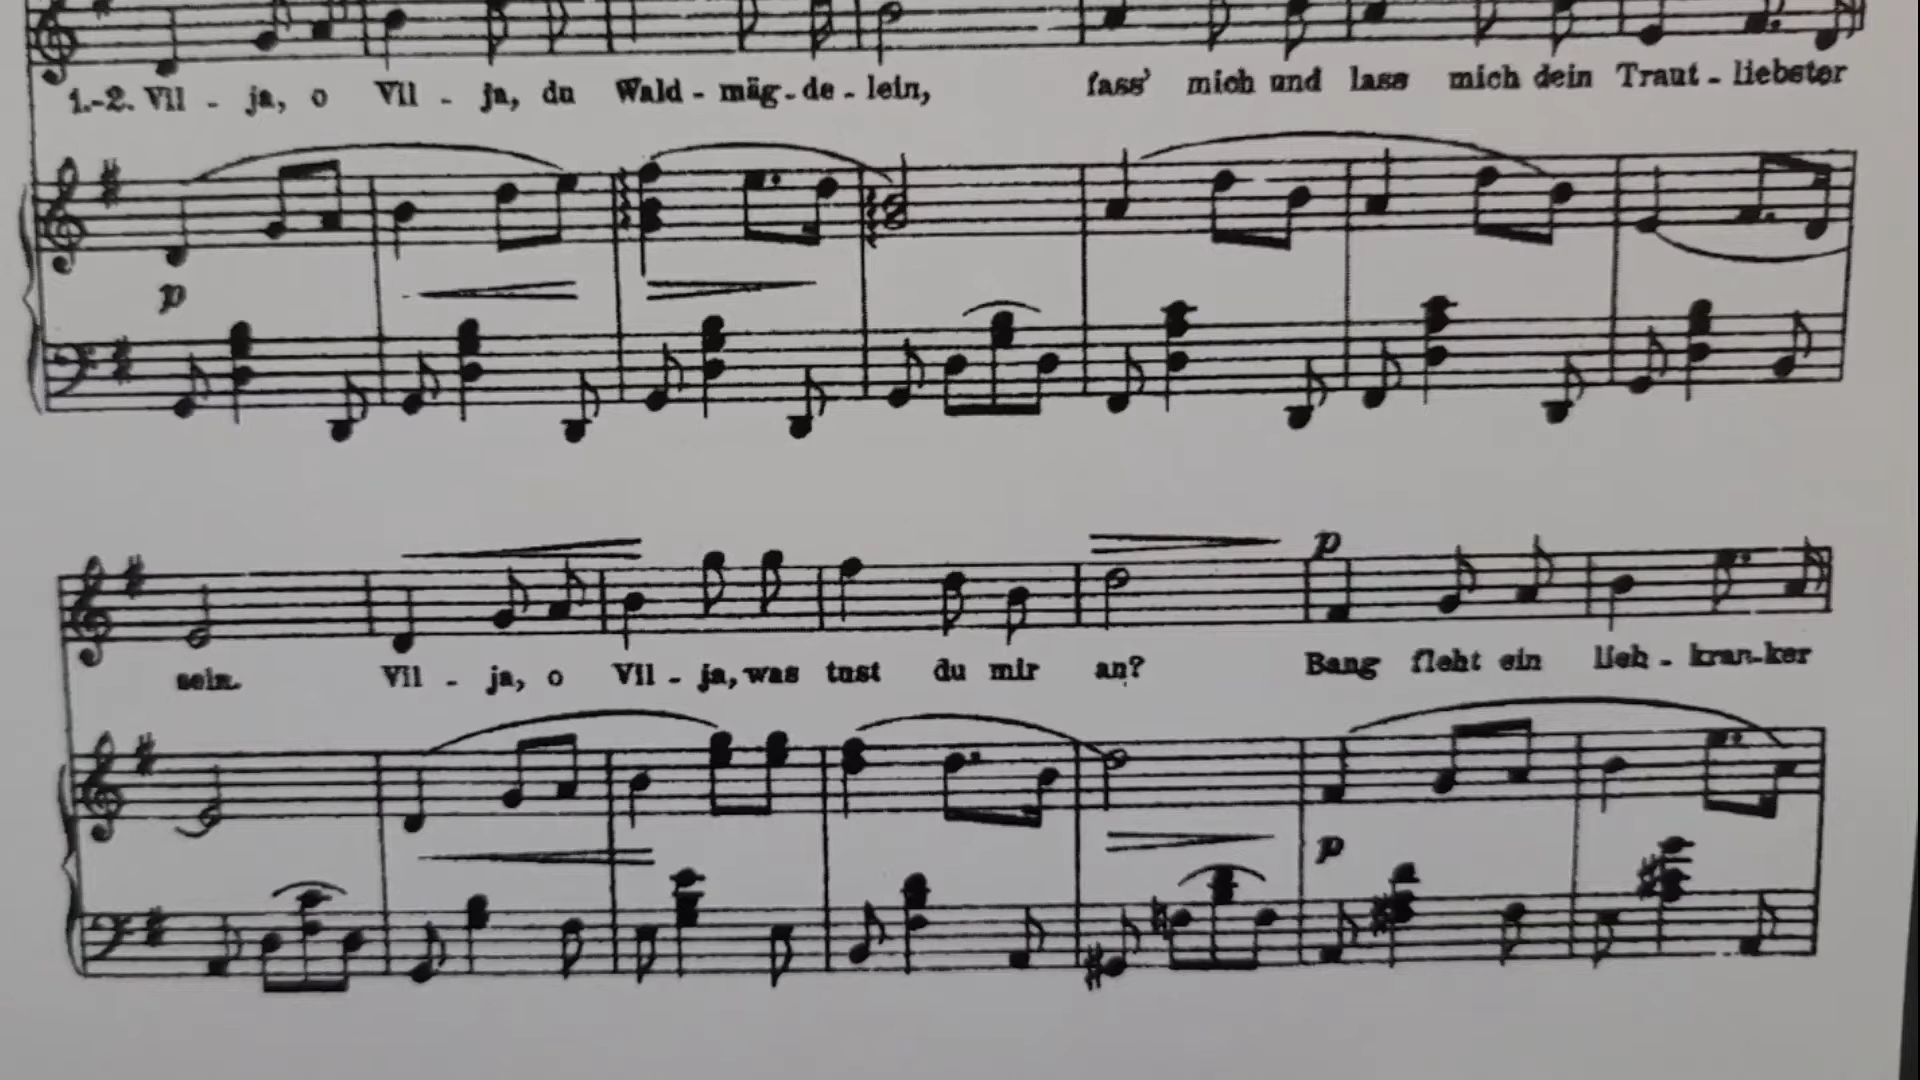 1.-2. Vil - ja, o Vil - ja, du Wald - mäg - de - lein, fass' mich und lass mich dein Traut - liebster
p
p
sein. Vil - ja, o Vil - ja, was tust du mir an? Bang fleht ein lieb - kran-ker
p